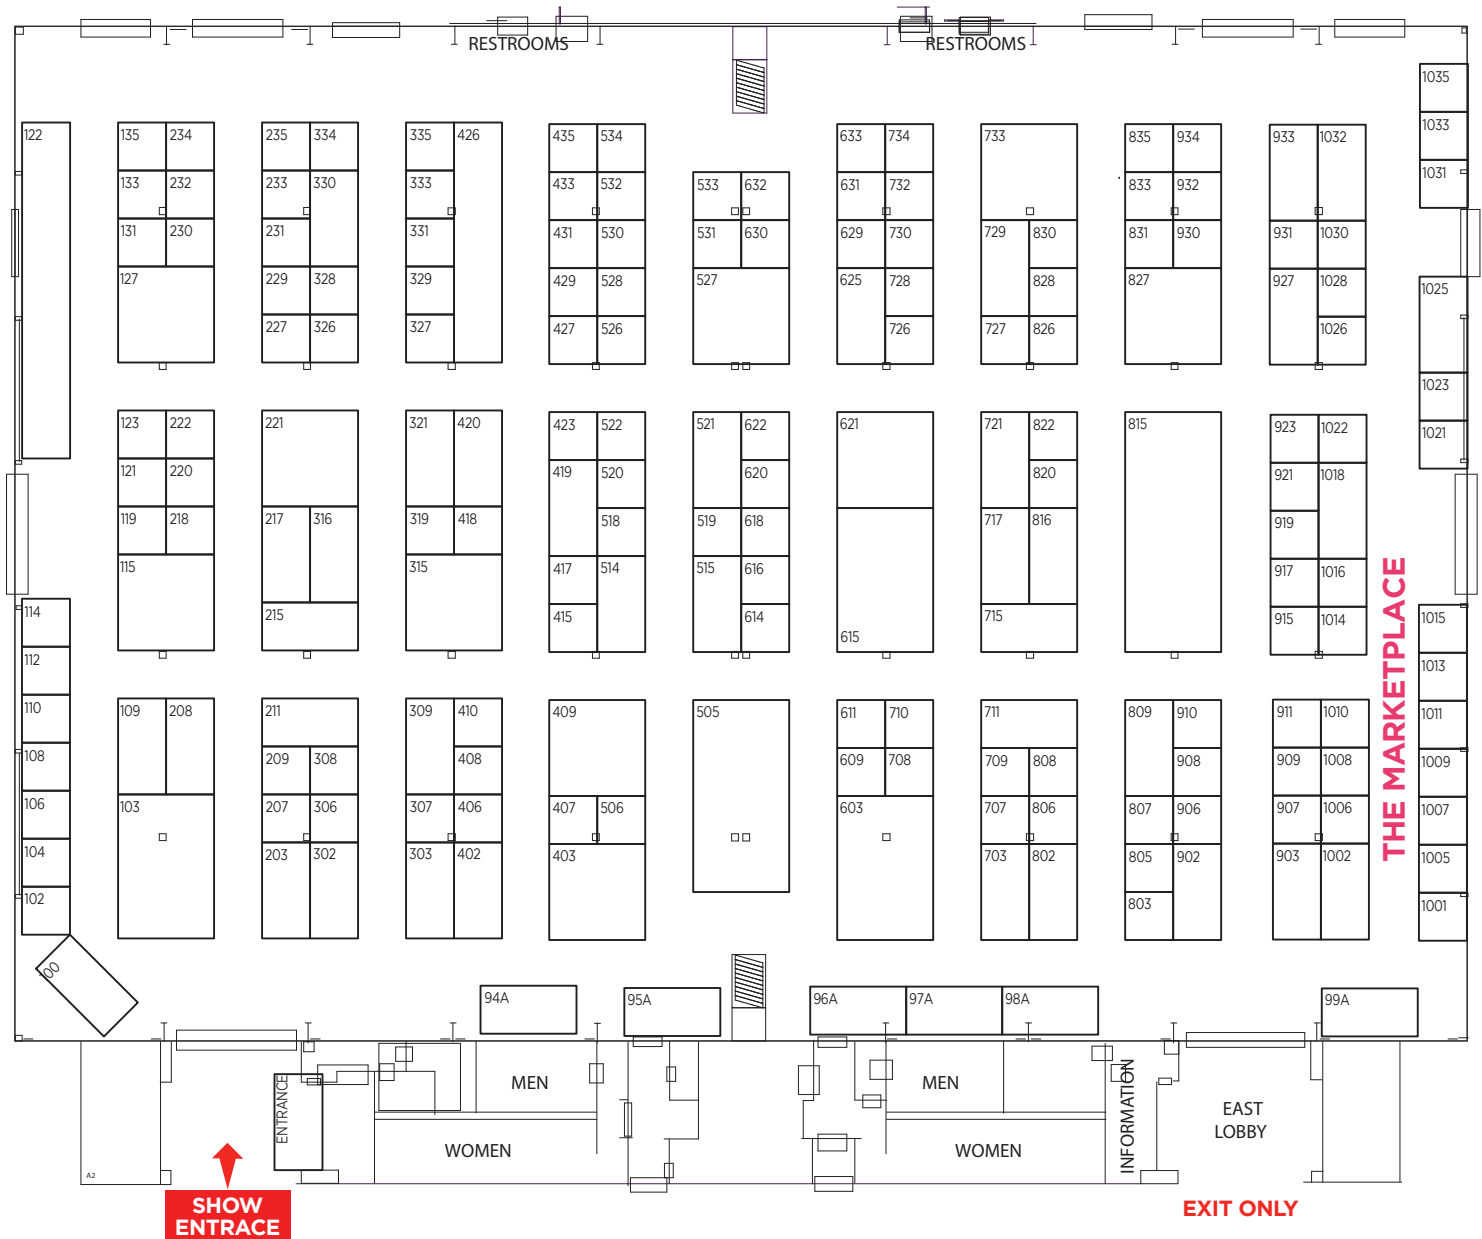 RESTROOMS RESTROOMS
1035
122 135 234 235 334 335 426 435 534 633 734 733 835 934 933 1032 1033
133 232 233 330 333 433 532 533 632 631 732 833 932 1031
131 230 231 331 431 530 531 630 629 730 729 830 831 930 931 1030
127 229 328 329 429 528 527 625 728 828 827 927 1028 1025
227 326 327 427 526 726 727 826 1026
1023
123 222 221 321 420 423 522 521 622 621 721 822 815 923 1022 1021
121 220 419 520 620 820 921 1018
119 218 217 316 319 418 518 519 618 717 816 919
115 315 417 514 515 616 917 1016
114 215 415 614 615 715 915 1014 1015
THE MARKETPLACE
112 1013
110 109 208 211 309 410 409 505 611 710 711 809 910 911 1010 1011
108 209 308 408 609 708 709 808 908 909 1008 1009
106 103 207 306 307 406 407 506 603 707 806 807 906 907 1006 1007
104 203 302 303 402 403 703 802 805 902 903 1002 1005
102 803 1001
100
94A 95A 96A 97A 98A 99A
ENTRANCE
MEN MEN
INFORMATION
EAST
LOBBY
WOMEN WOMEN
A2
SHOW
ENTRACE
EXIT ONLY